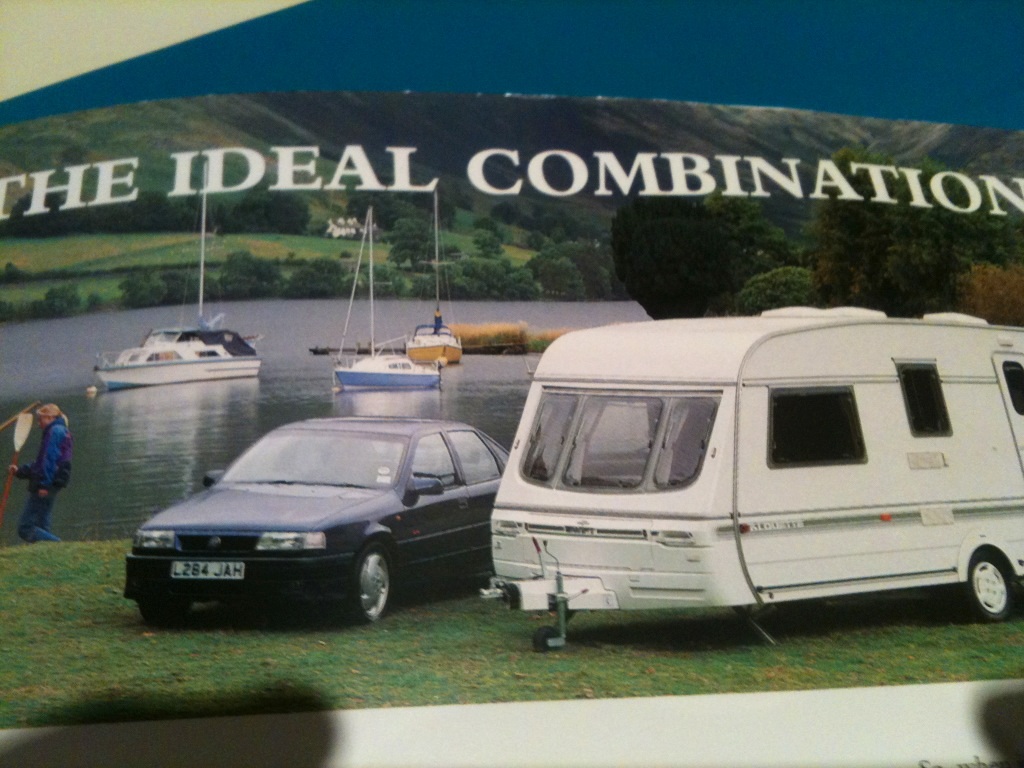 THE IDEAL COMBINATION
L284 JAH